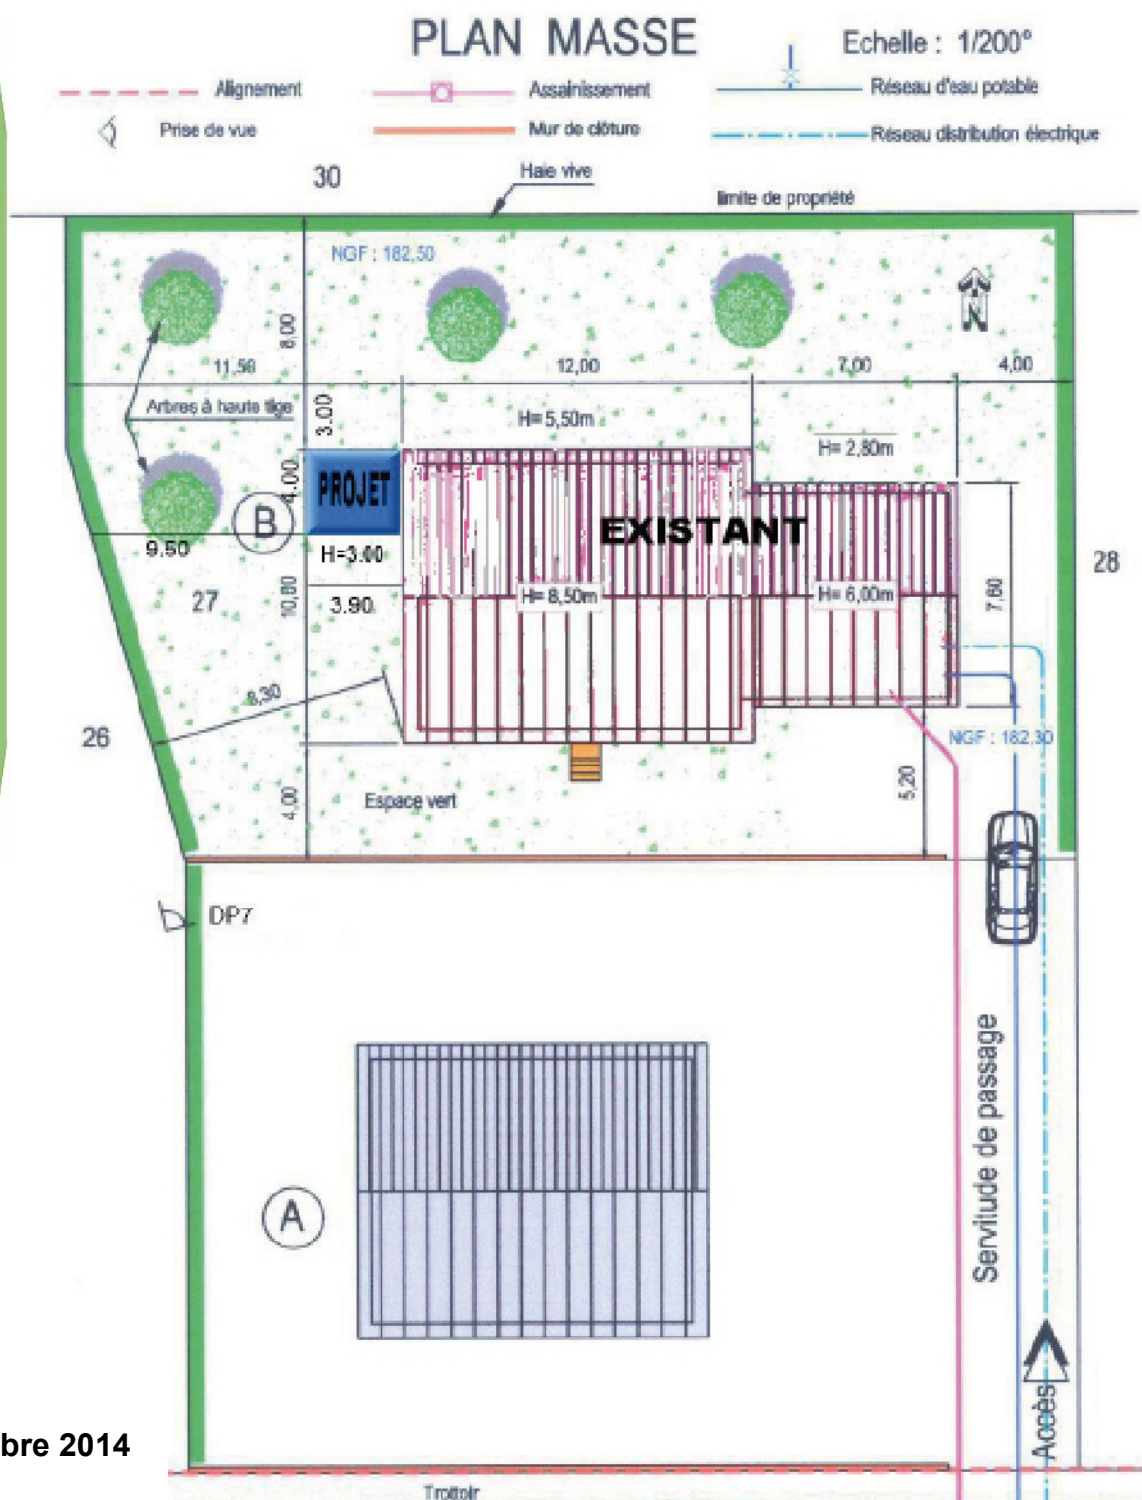 PLAN MASSE
Echelle : 1/200°
Alignement
Assainissement
Réseau d'eau potable
Prise de vue
Mur de clôture
Réseau distribution électrique
30
Haie vive
limite de propriété
NGF : 182,50
N
8,00
11,56
12,00
7,00
4,00
Arbres à haute tige
3.00
H= 5,50m
H= 2,80m
PROJET
4.00
B
EXISTANT
9.50
H=3.00
28
27
10,80
3.90
H= 8,50m
H= 6,00m
7,60
8,30
26
NGF : 182,30
4,00
Espace vert
5,20
DP7
Servitude de passage
A
Accès
bre 2014
Trottoir